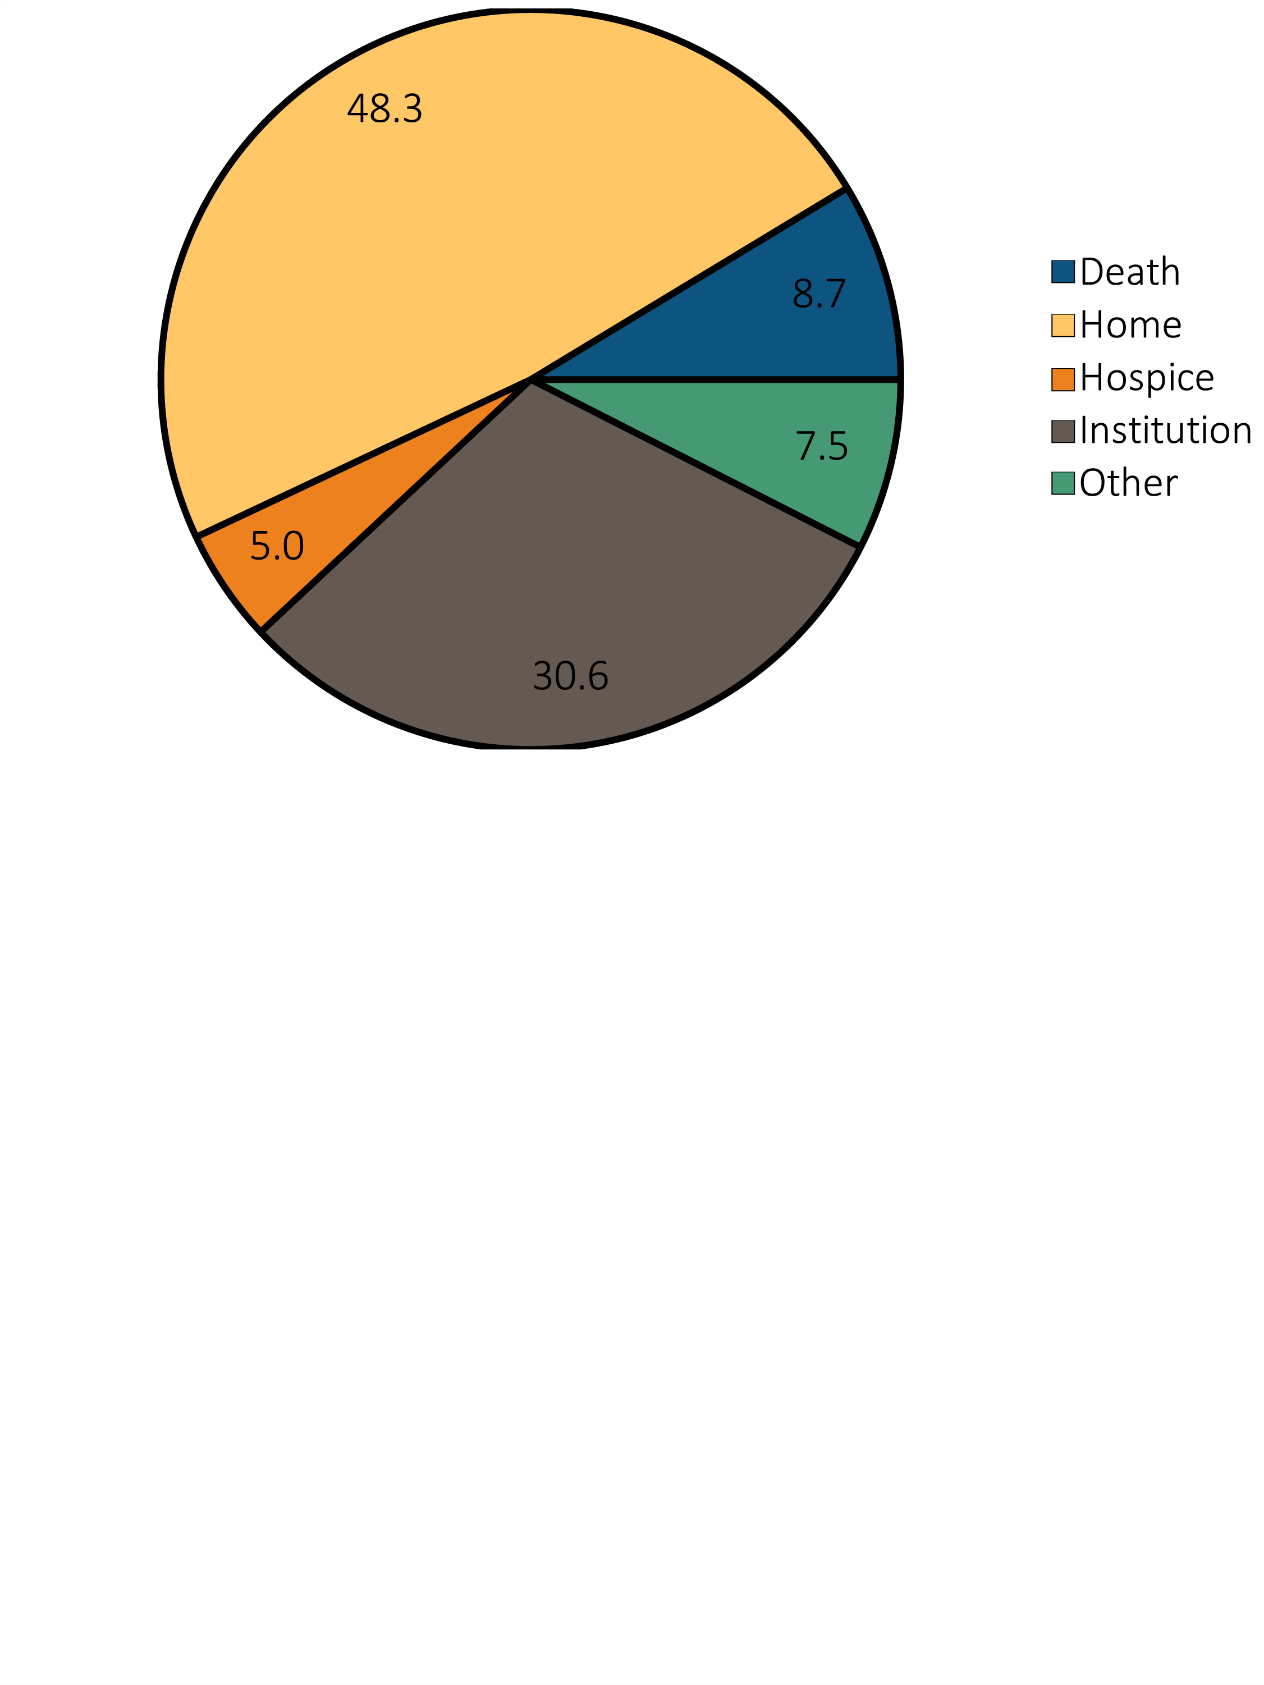 48.3
8.7
7.5
5.0
30.6
Death
Home
Hospice
Institution
Other